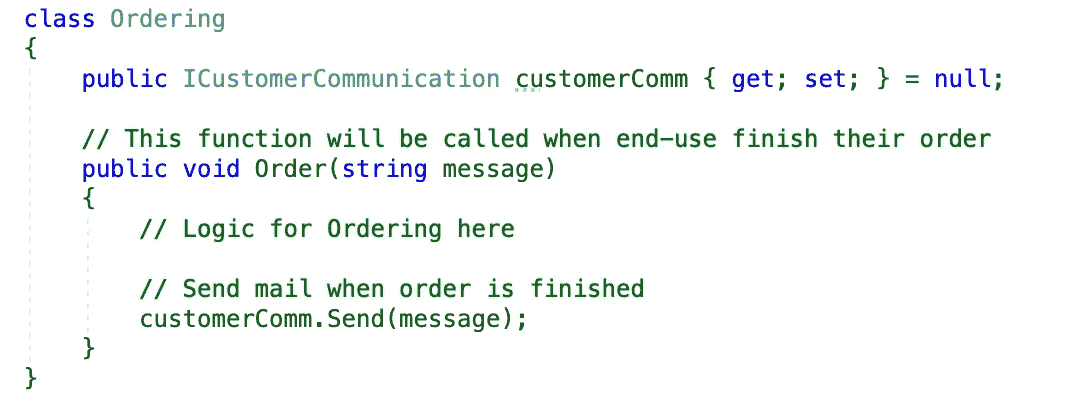 class Ordering
{
    public ICustomerCommunication customerComm { get; set; } = null;

    // This function will be called when end-use finish their order
    public void Order(string message)
    {
        // Logic for Ordering here

        // Send mail when order is finished
        customerComm.Send(message);
    }
}